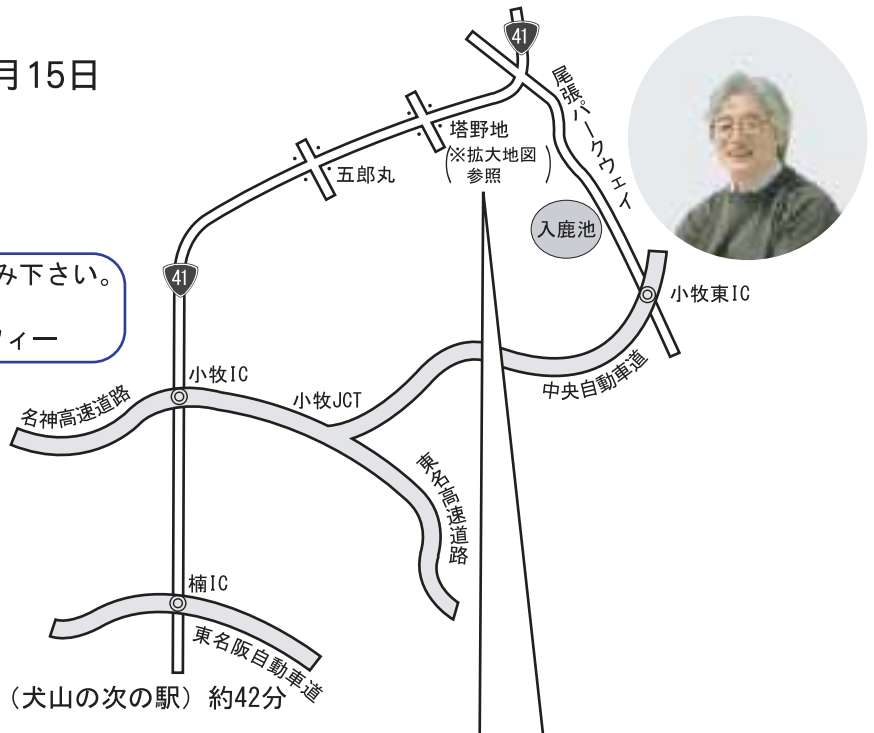 月15日
41
尾張パークウェイ
塔野地
(※拡大地図
参照)
五郎丸
入鹿池
み下さい。
41
ィー
小牧東IC
小牧IC
小牧JCT
中央自動車道
名神高速道路
東名高速道路
楠IC
東名阪自動車道
(犬山の次の駅)約42分